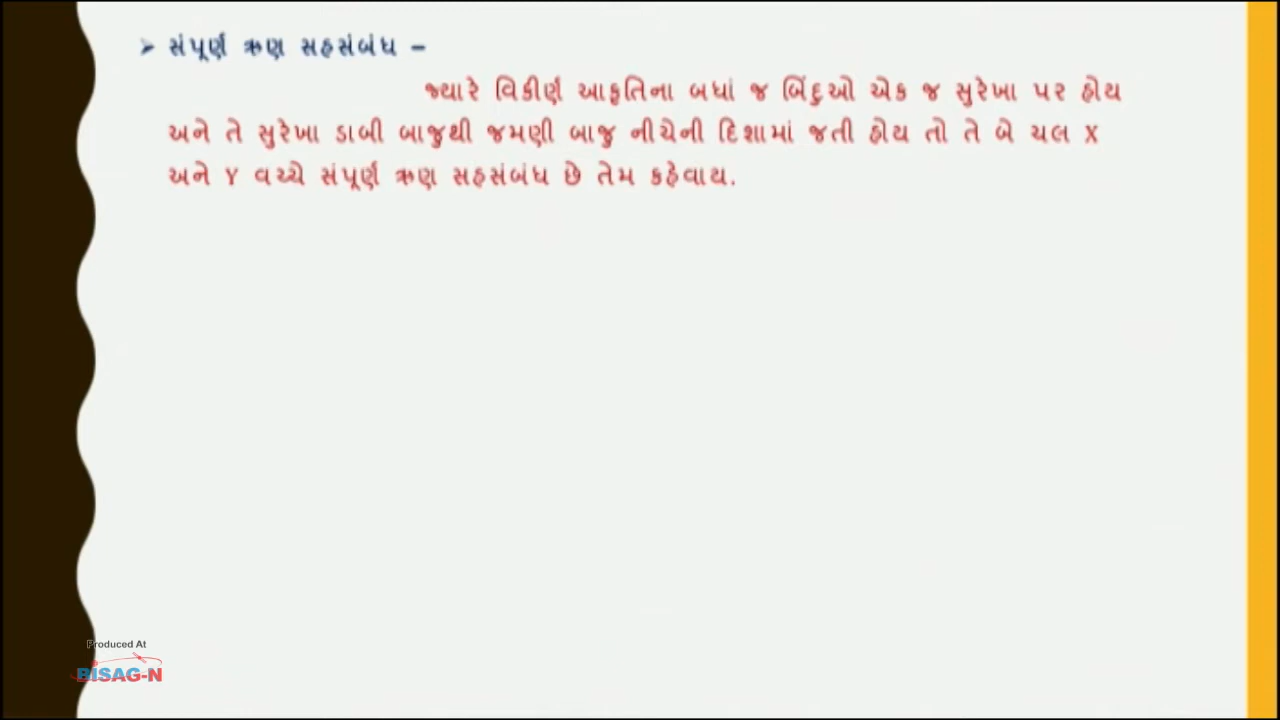 ➢ સંપૂર્ણ ઋણ સહસંબંધ –
જ્યારે વિકીર્ણ આકૃતિના બધાં જ બિંદુઓ એક જ સુરેખા પર હોય
અને તે સુરેખા ડાબી બાજુથી જમણી બાજુ નીચેની દિશામાં જતી હોય તો તે બે ચલ X
અને Y વચ્ચે સંપૂર્ણ ઋણ સહસંબંધ છે તેમ કહેવાય.
Produced At
BISAG-N